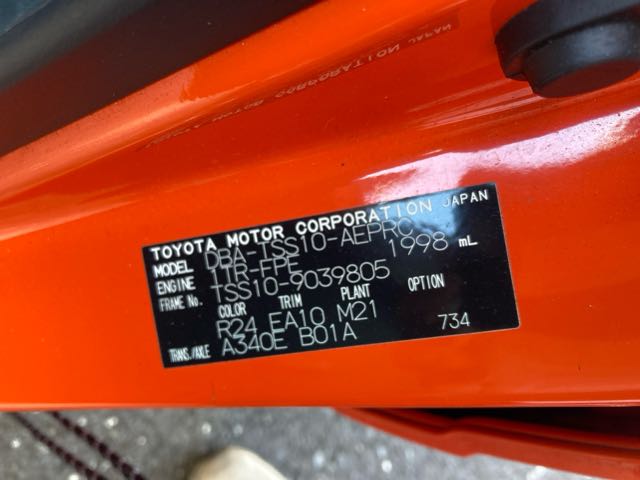 TOYOTA MOTOR CORPORATION JAPAN
MODEL DBA-TSS10-AEPRC
ENGINE 1TR-FPE 1998 mL
FRAME No. TSS10-9039805
COLOR TRIM PLANT OPTION
R24 EA10 M21
TRANS./AXLE A340E B01A 734